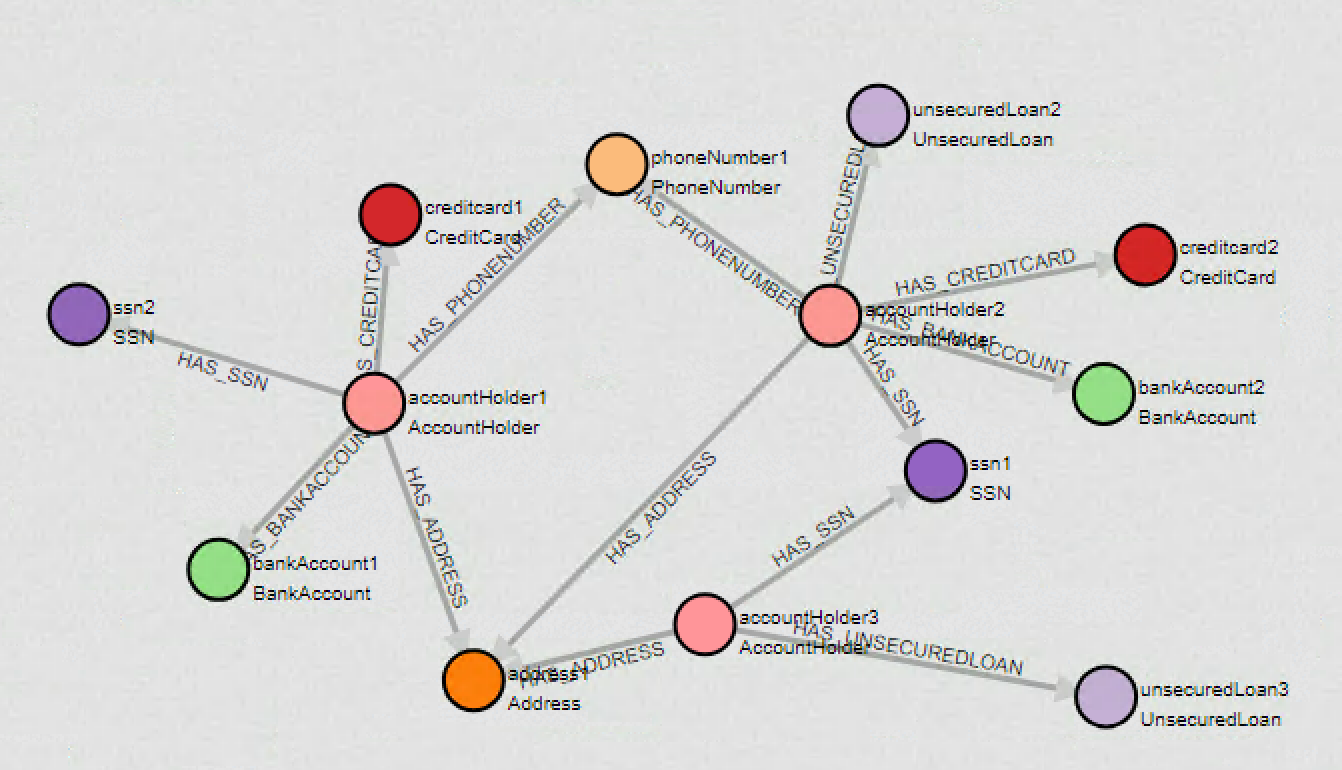 unsecuredLoan2
UnsecuredLoan
phoneNumber1
PhoneNumber
creditcard1
CreditCard
HAS_PHONENUMBER
HAS_PHONENUMBER
UNSECUREDL
creditcard2
CreditCard
HAS_CREDITCARD
S_CREDITCA
ssn2
SSN
HAS_SSN
accountHolder2
AccountHolder
HAS_BANKACCOUNT
bankAccount2
BankAccount
HAS_SSN
accountHolder1
AccountHolder
ssn1
SSN
S_BANKACCOUN
HAS_ADDRESS
HAS_ADDRESS
HAS_SSN
bankAccount1
BankAccount
accountHolder3
AccountHolder
HAS_UNSECUREDLOAN
HAS_ADDRESS
address1
Address
unsecuredLoan3
UnsecuredLoan